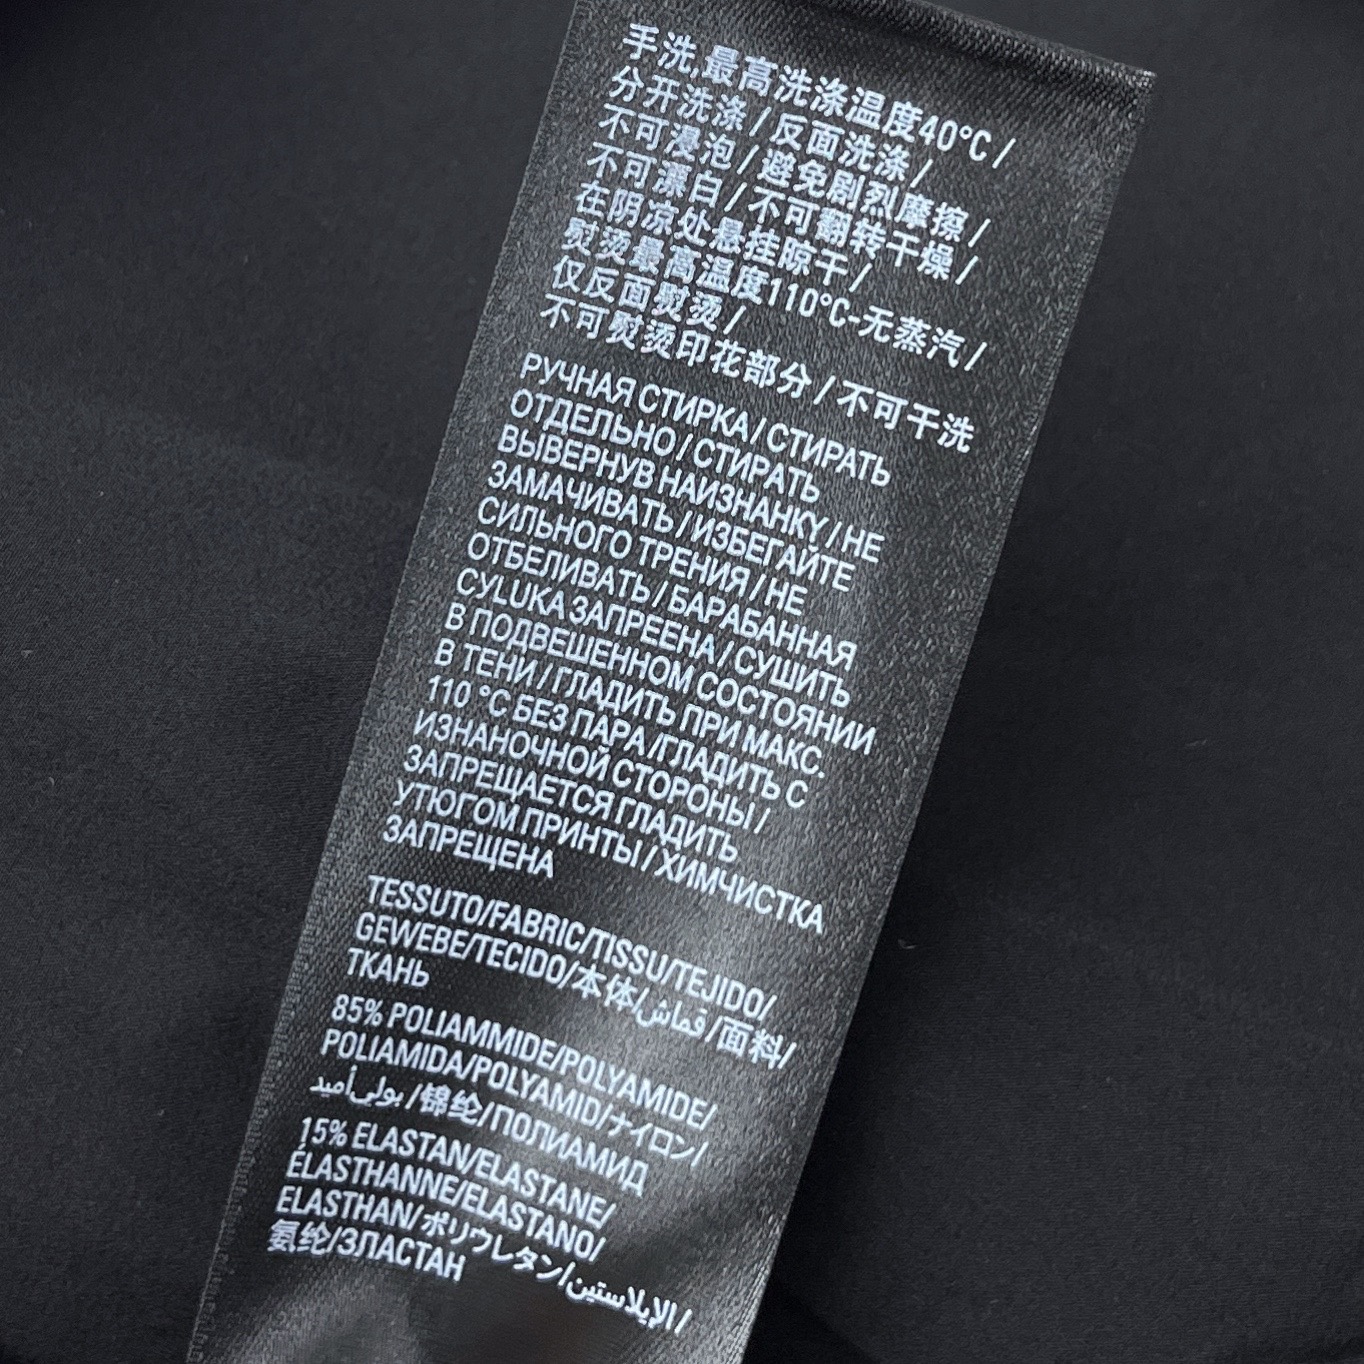 手洗,最高洗涤温度40°C/
分开洗涤/反面洗涤/
不可浸泡/避免剧烈摩擦/
不可漂白/不可翻转干燥/
在阴凉处悬挂晾干/
熨烫最高温度110°C-无蒸汽/
仅反面熨烫/
不可熨烫印花部分/不可干洗
РУЧНАЯ СТИРКА/СТИРАТЬ
ОТДЕЛЬНО/СТИРАТЬ
ВЫВЕРНУВ НАИЗНАНКУ/НЕ
ЗАМАЧИВАТЬ/ИЗБЕГАЙТЕ
СИЛЬНОГО ТРЕНИЯ/НЕ
ОТБЕЛИВАТЬ/БАРАБАННАЯ
CYLUKA ЗАПРЕЕНА/СУШИТЬ
В ПОДВЕШЕННОМ СОСТОЯНИИ
В ТЕНИ/ГЛАДИТЬ ПРИ МАКС.
110 °C БЕЗ ПАРА/ГЛАДИТЬ С
ИЗНАНОЧНОЙ СТОРОНЫ/
ЗАПРЕЩАЕТСЯ ГЛАДИТЬ
УТЮГОМ ПРИНТЫ/ХИМЧИСТКА
ЗАПРЕЩЕНА
TESSUTO/FABRIC/TISSU/TEJIDO/
GEWEBE/TECIDO/本体/قماش/面料/
ТКАНЬ
85% POLIAMMIDE/POLYAMIDE/
POLIAMIDA/POLYAMID/ナイロン/
بولي أميد/锦纶/ПОЛИАМИД
15% ELASTAN/ELASTANE/
ÉLASTHANNE/ELASTANO/
ELASTHAN/ポリウレタン/الإيلاستين/
氨纶/ЭЛАСТАН